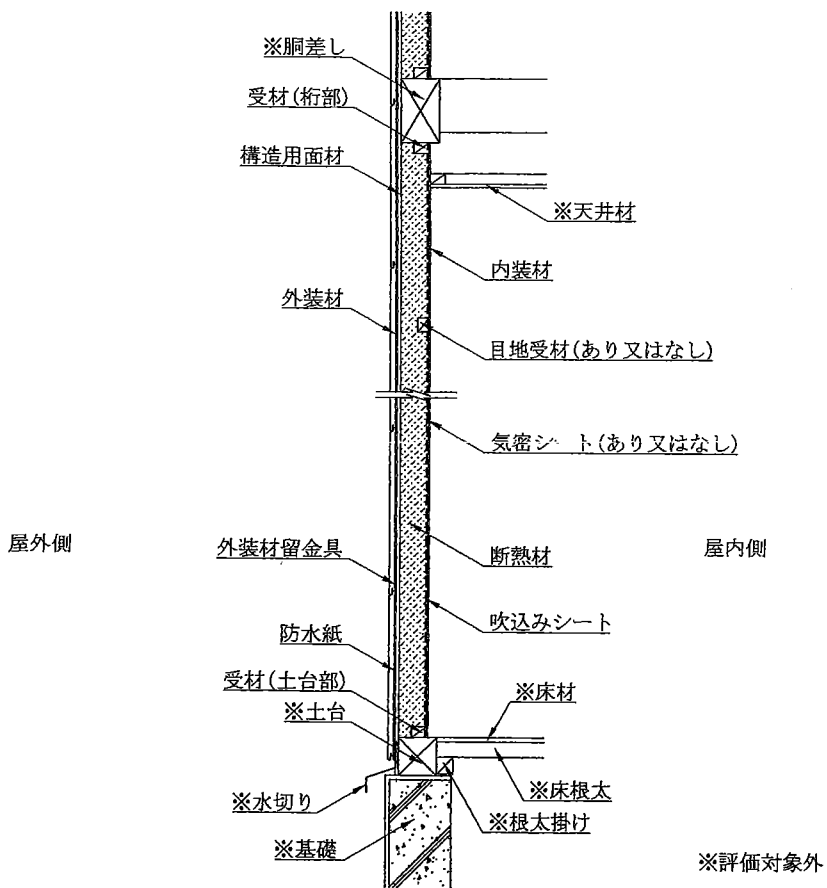 ※胴差し
受材(桁部)
構造用面材
※天井材
内装材
外装材
目地受材(あり又はなし)
気密シート(あり又はなし)
屋外側
外装材留金具
断熱材
屋内側
吹込みシート
防水紙
受材(土台部)
※床材
※土台
※床根太
※水切り
※根太掛け
※基礎
※評価対象外